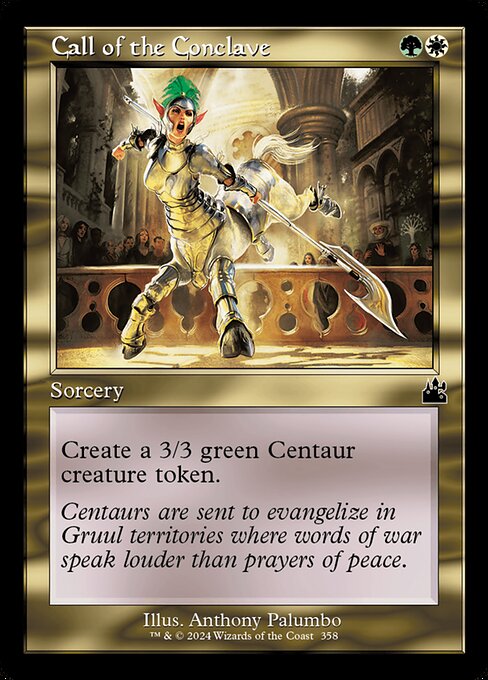 Call of the Conclave
Sorcery
Create a 3/3 green Centaur
creature token.
Centaurs are sent to evangelize in
Gruul territories where words of war
speak louder than prayers of peace.
Illus. Anthony Palumbo
™ & © 2024 Wizards of the Coast 358